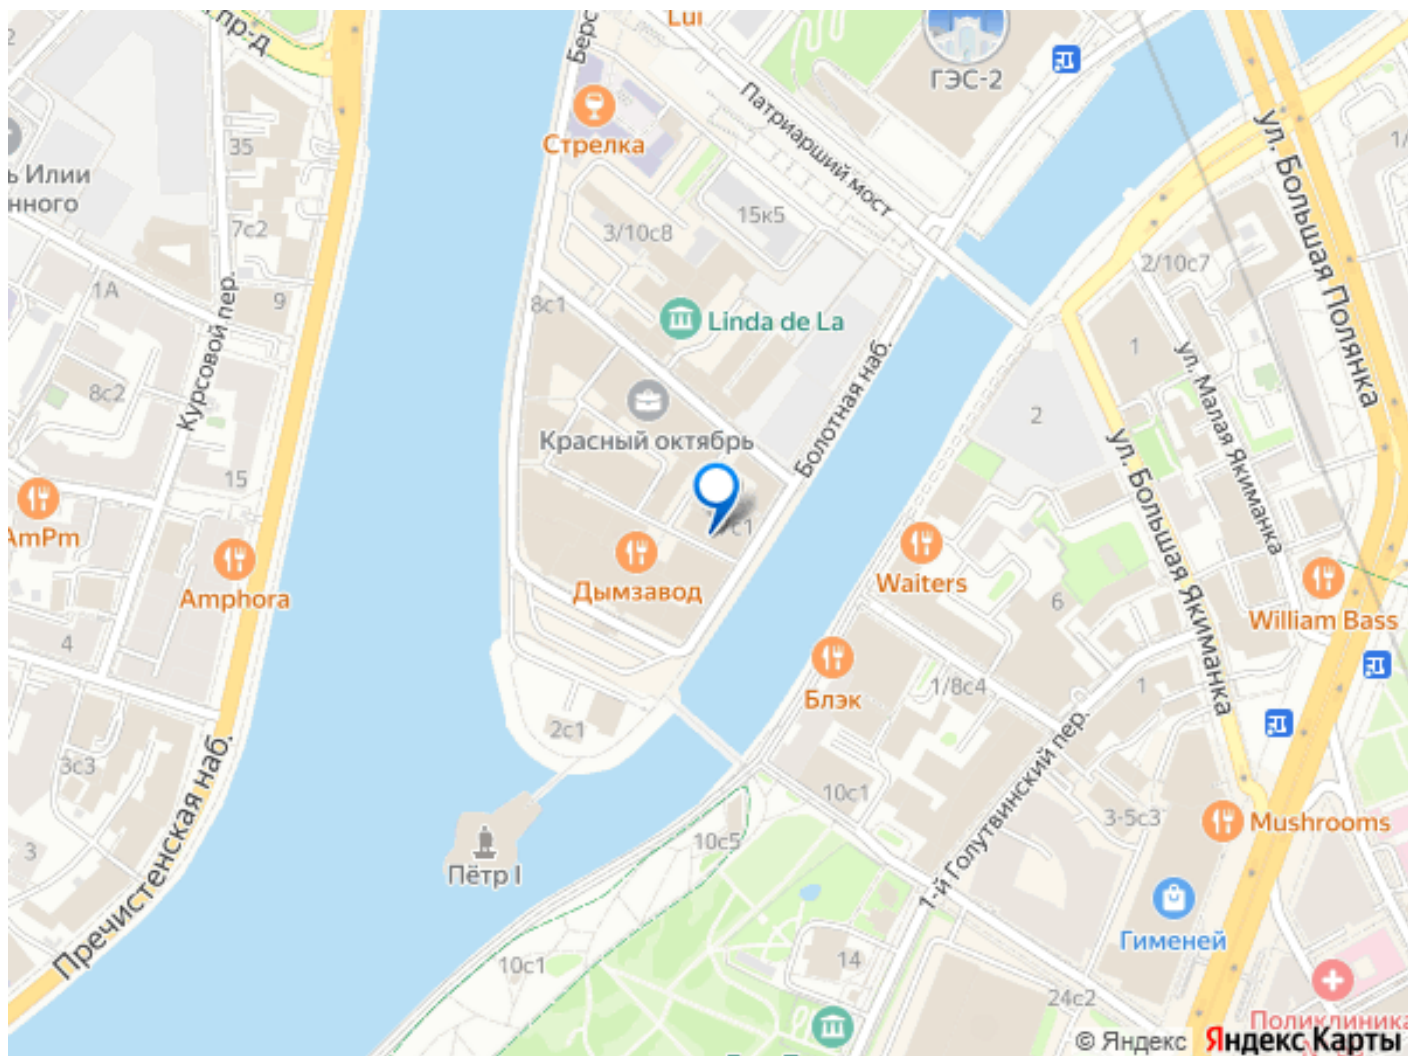 Lui
пр-д
Берс
ГЭС-2
35
Стрелка
Патриарший мост
ул. Большая Полянка
ь Илии
нного
7с2
3/10с8
15к5
2/10с7
1А
9
8с1
Linda de La
1
Курсовой пер.
Болотная наб.
ул. Малая Якиманка
8с2
Красный октябрь
2
ул. Большая Якиманка
15
AmPm
с1
Amphora
Дымзавод
Waiters
6
William Bass
4
Блэк
1/8с4
1
2с1
3с3
Пречистенская наб.
1-й Голутвинский пер.
10с1
3-5с3
Mushrooms
3
Пётр I
10с5
Гименей
10с1
14
24с2
Поликлиника
© Яндекс Яндекс Карты